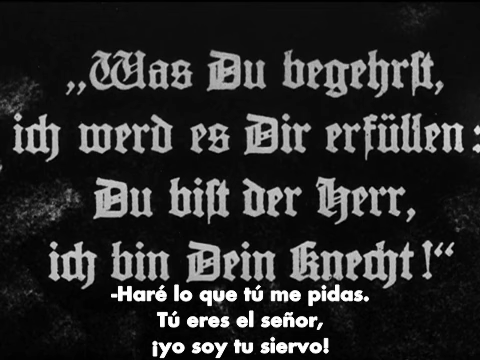 „Was Du begehrst,
ich werd es Dir erfüllen:
Du bist der Herr,
ich bin Dein Knecht!“
-Haré lo que tú me pidas.
Tú eres el señor,
¡yo soy tu siervo!